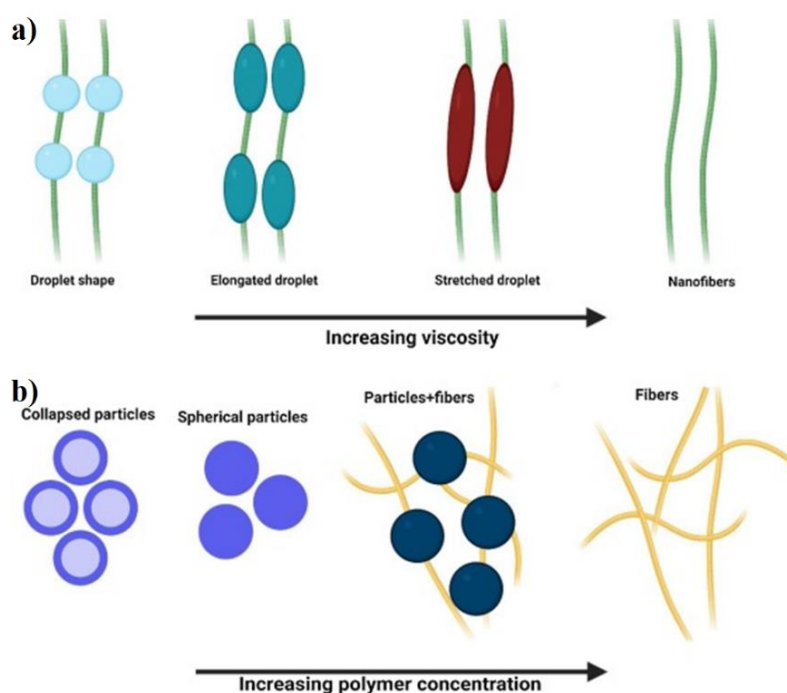 a)
Droplet shape
Elongated droplet
Stretched droplet
Nanofibers
Increasing viscosity
b)
Collapsed particles
Spherical particles
Particles+fibers
Fibers
Increasing polymer concentration